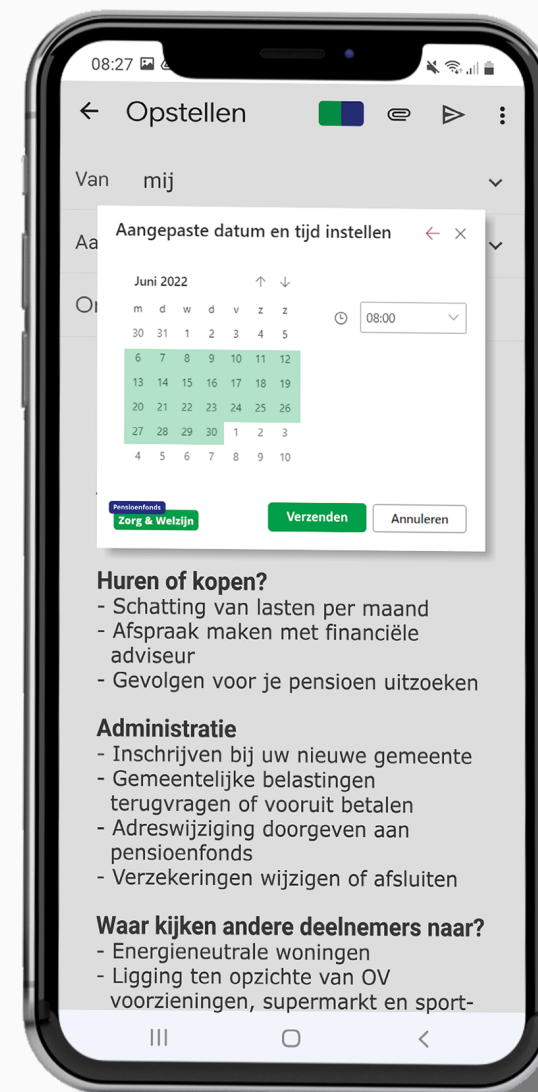 08:27
Opstellen
Van mij
Aa
Aangepaste datum en tijd instellen
Juni 2022
m d w d v z z
30 31 1 2 3 4 5
08:00
6 7 8 9 10 11 12
13 14 15 16 17 18 19
20 21 22 23 24 25 26
27 28 29 30 1 2 3
4 5 6 7 8 9 10
Pensioenfonds
Zorg & Welzijn
Verzenden
Annuleren
Huren of kopen?
- Schatting van lasten per maand
- Afspraak maken met financiële
adviseur
- Gevolgen voor je pensioen uitzoeken
Administratie
- Inschrijven bij uw nieuwe gemeente
- Gemeentelijke belastingen
terugvragen of vooruit betalen
- Adreswijziging doorgeven aan
pensioenfonds
- Verzekeringen wijzigen of afsluiten
Waar kijken andere deelnemers naar?
- Energieneutrale woningen
- Ligging ten opzichte van OV
voorzieningen, supermarkt en sport-